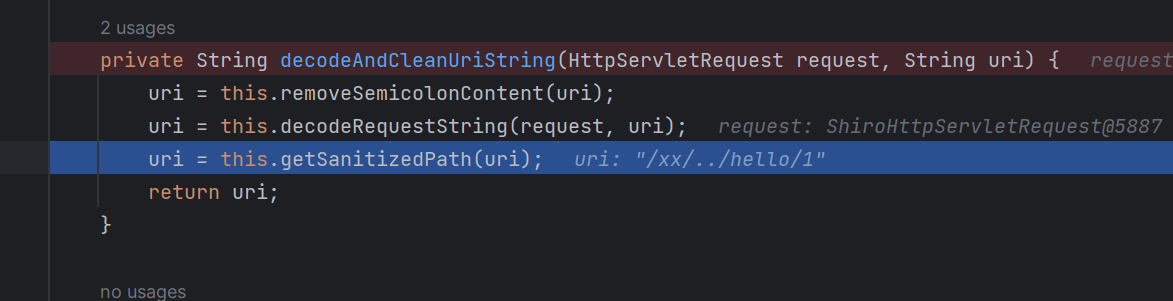 2 usages
private String decodeAndCleanUriString(HttpServletRequest request, String uri) { request
uri = this.removeSemicolonContent(uri);
uri = this.decodeRequestString(request, uri); request: ShiroHttpServletRequest@5887
uri = this.getSanitizedPath(uri); uri: "/xx/../hello/1"
return uri;
}
no usages